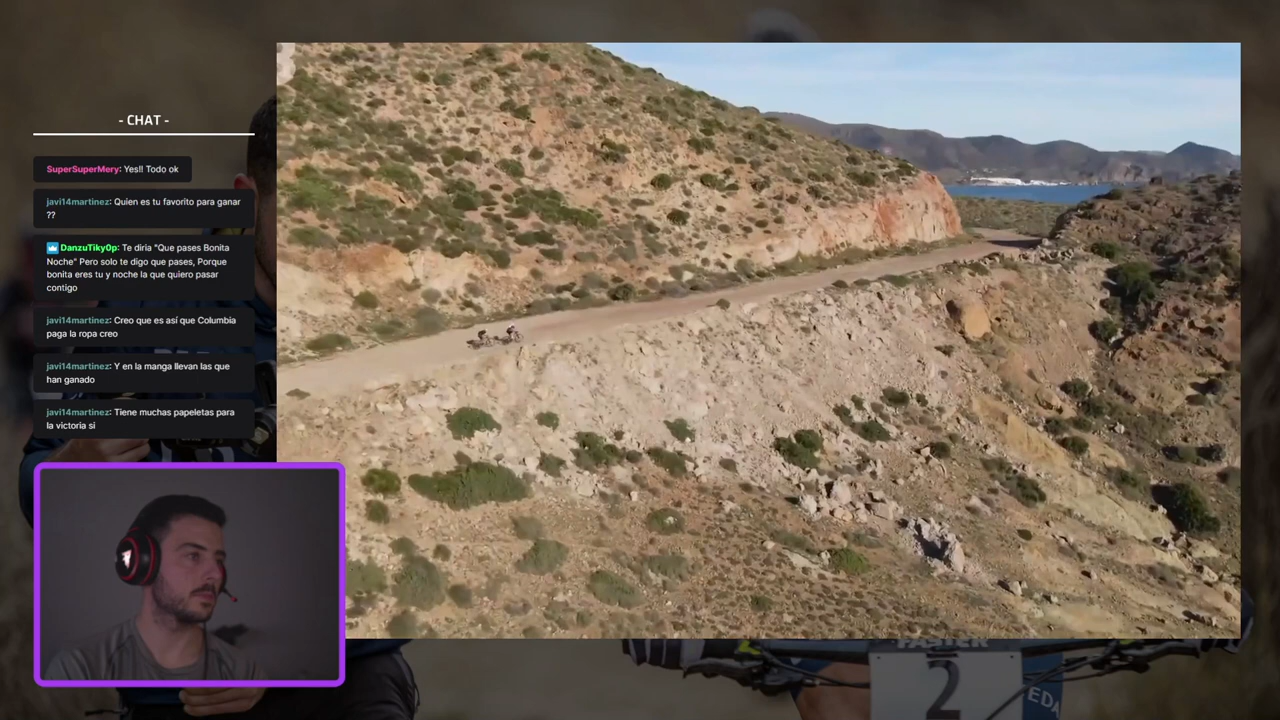 - CHAT -
SuperSuperMery: Yes!! Todo ok
javi14martinez: Quien es tu favorito para ganar
??
DanzuTiky0p: Te diria "Que pases Bonita
Noche" Pero solo te digo que pases, Porque
bonita eres tu y noche la que quiero pasar
contigo
javi14martinez: Creo que es así que Columbia
paga la ropa creo
javi14martinez: Y en la manga llevan las que
han ganado
javi14martinez: Tiene muchas papeletas para
la victoria si
2
EDA